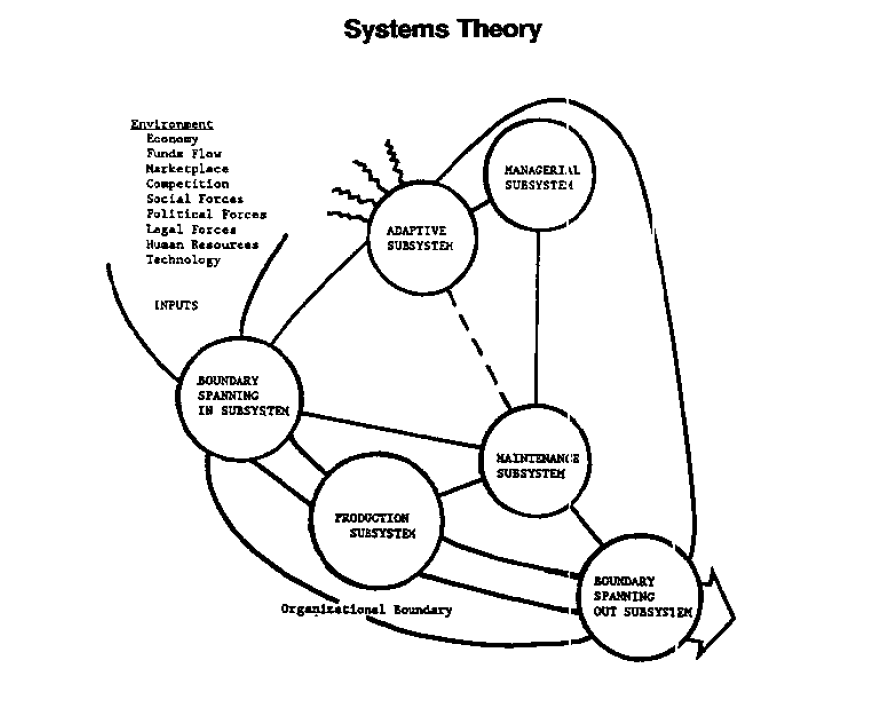 Systems Theory
Environment
Economy
Funds Flow
Marketplace
Competition
Social Forces
Political Forces
Legal Forces
Human Resources
Technology
INPUTS
MANAGERIAL
SUBSYSTEM
ADAPTIVE
SUBSYSTEM
BOUNDARY
SPANNING
IN SUBSYSTEM
MAINTENANCE
SUBSYSTEM
PRODUCTION
SUBSYSTEM
BOUNDARY
SPANNING
OUT SUBSYSTEM
Organizational Boundary